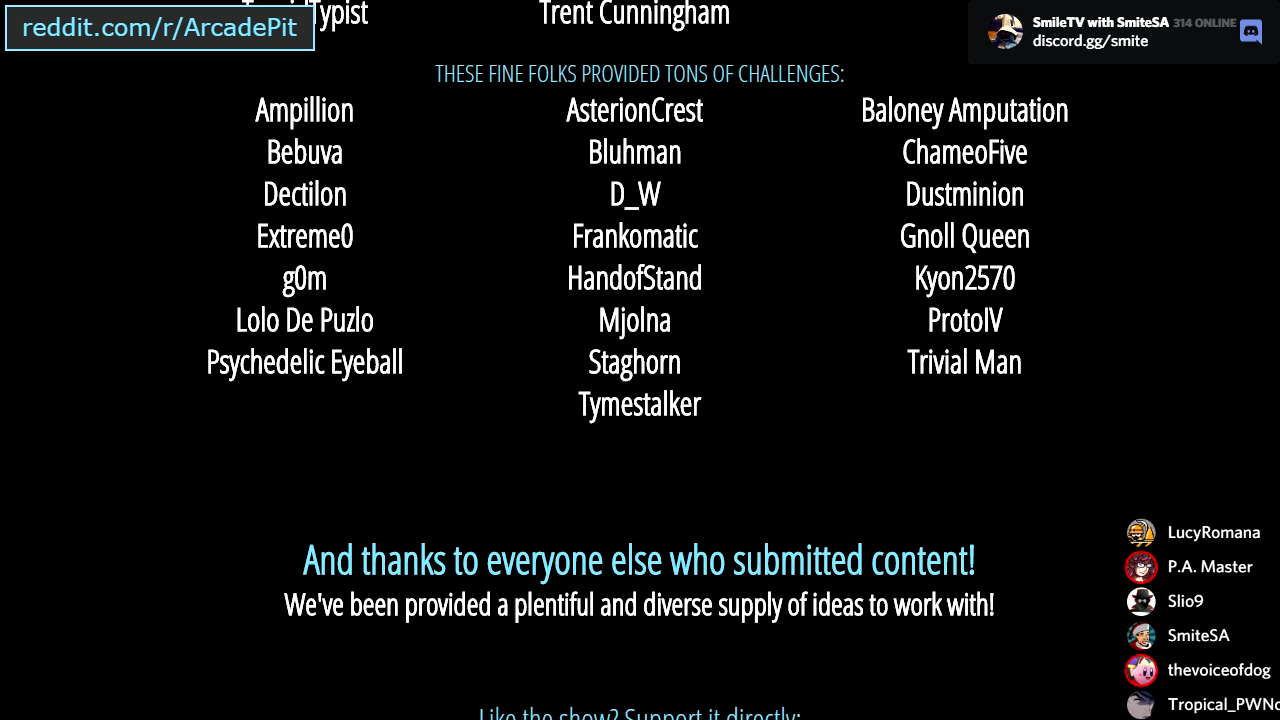 reddit.com/r/ArcadePit
Typist Trent Cunningham
SmileTV with SmiteSA 314 ONLINE
discord.gg/smite
THESE FINE FOLKS PROVIDED TONS OF CHALLENGES:
Ampillion AsterionCrest Baloney Amputation
Bebuva Bluhman ChameoFive
Dectilon D_W Dustminion
Extreme0 Frankomatic Gnoll Queen
g0m HandofStand Kyon2570
Lolo De Puzlo Mjolna ProtoIV
Psychedelic Eyeball Staghorn Trivial Man
Tymestalker
And thanks to everyone else who submitted content!
We've been provided a plentiful and diverse supply of ideas to work with!
LucyRomana
P.A. Master
Slio9
SmiteSA
thevoiceofdog
Tropical_PWNc
Like the show? Support it directly: